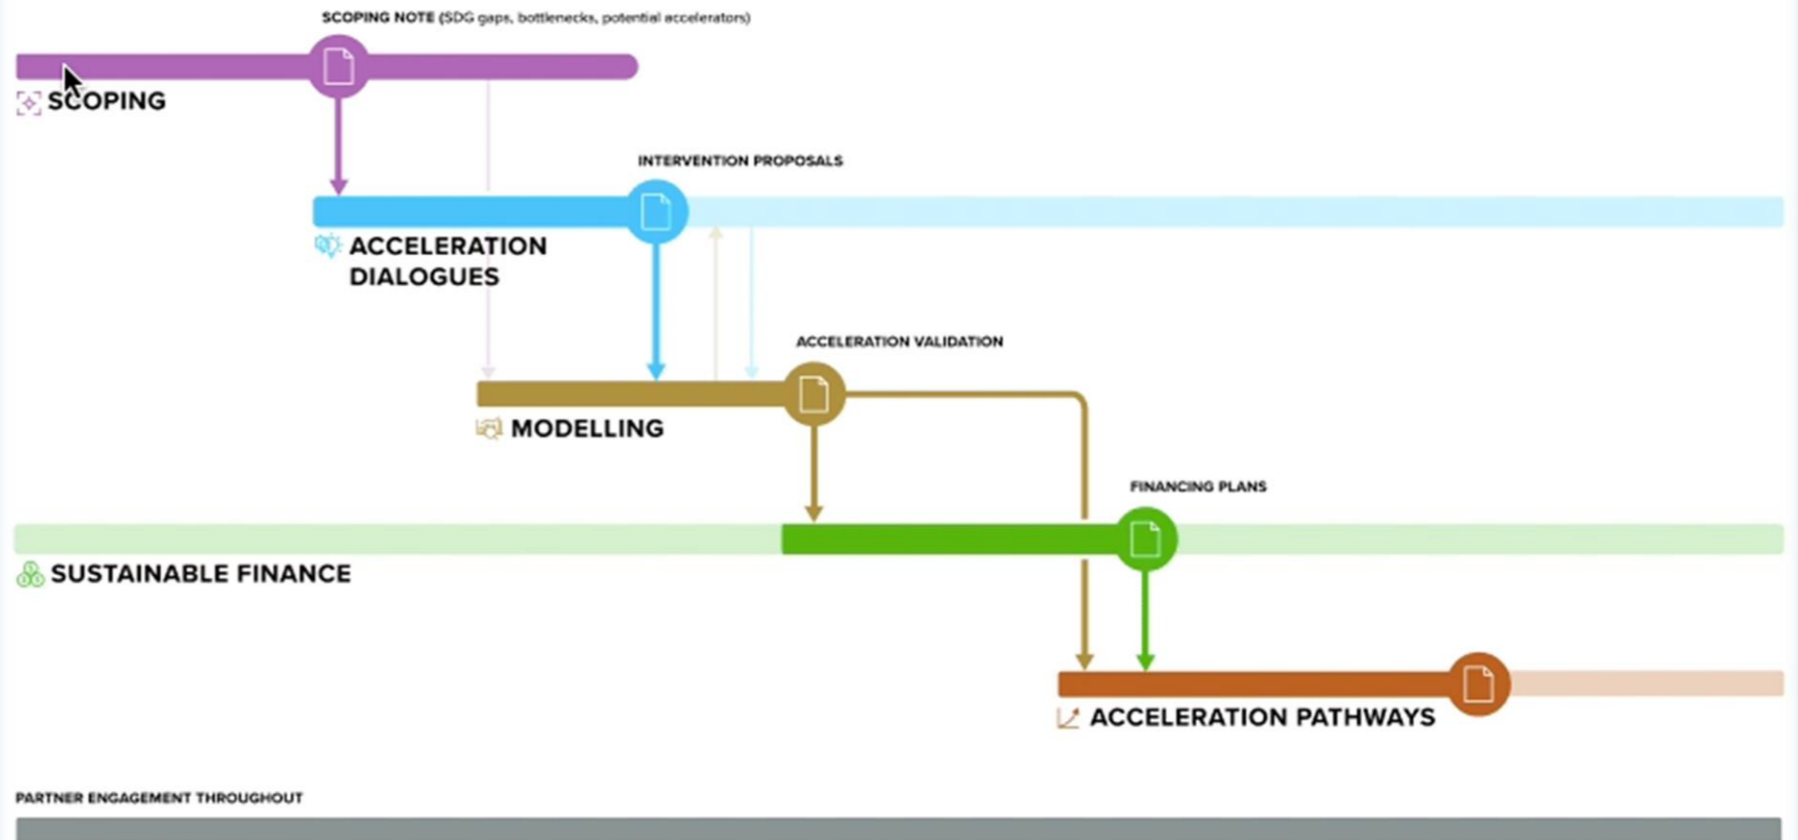 SCOPING NOTE (SDG gaps, bottlenecks, potential accelerators)
SCOPING
INTERVENTION PROPOSALS
ACCELERATION
DIALOGUES
ACCELERATION VALIDATION
MODELLING
FINANCING PLANS
SUSTAINABLE FINANCE
ACCELERATION PATHWAYS
PARTNER ENGAGEMENT THROUGHOUT